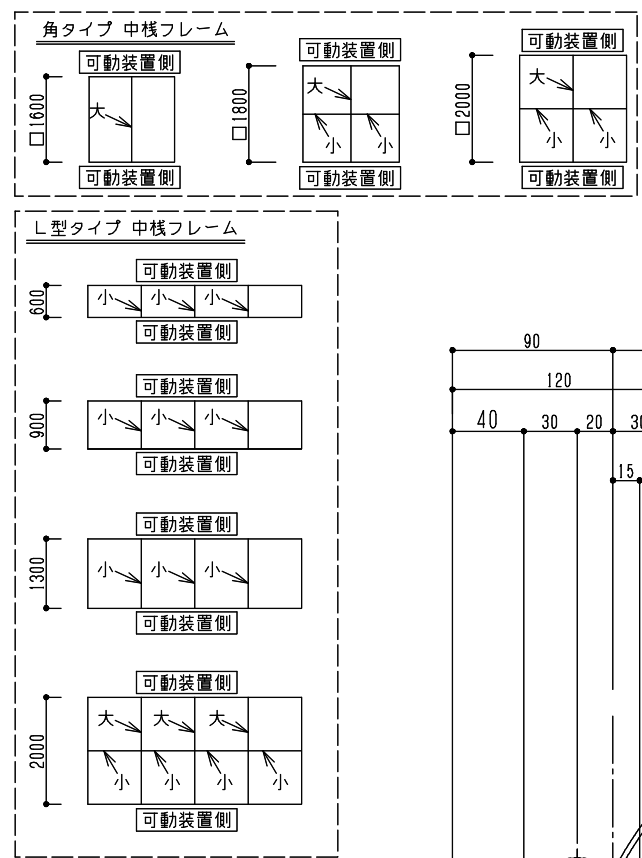 角タイプ 中桟フレーム
可動装置側 可動装置側 可動装置側
□1600 大 □1800 大 □2000 大
小 小 小 小
可動装置側 可動装置側 可動装置側
L型タイプ 中桟フレーム
可動装置側
600 小 小 小
可動装置側
可動装置側
900 小 小 小
可動装置側
可動装置側
1300 小 小 小
可動装置側
可動装置側
2000 大 大 大
小 小 小 小
可動装置側
90
120
40 30 20 30
15